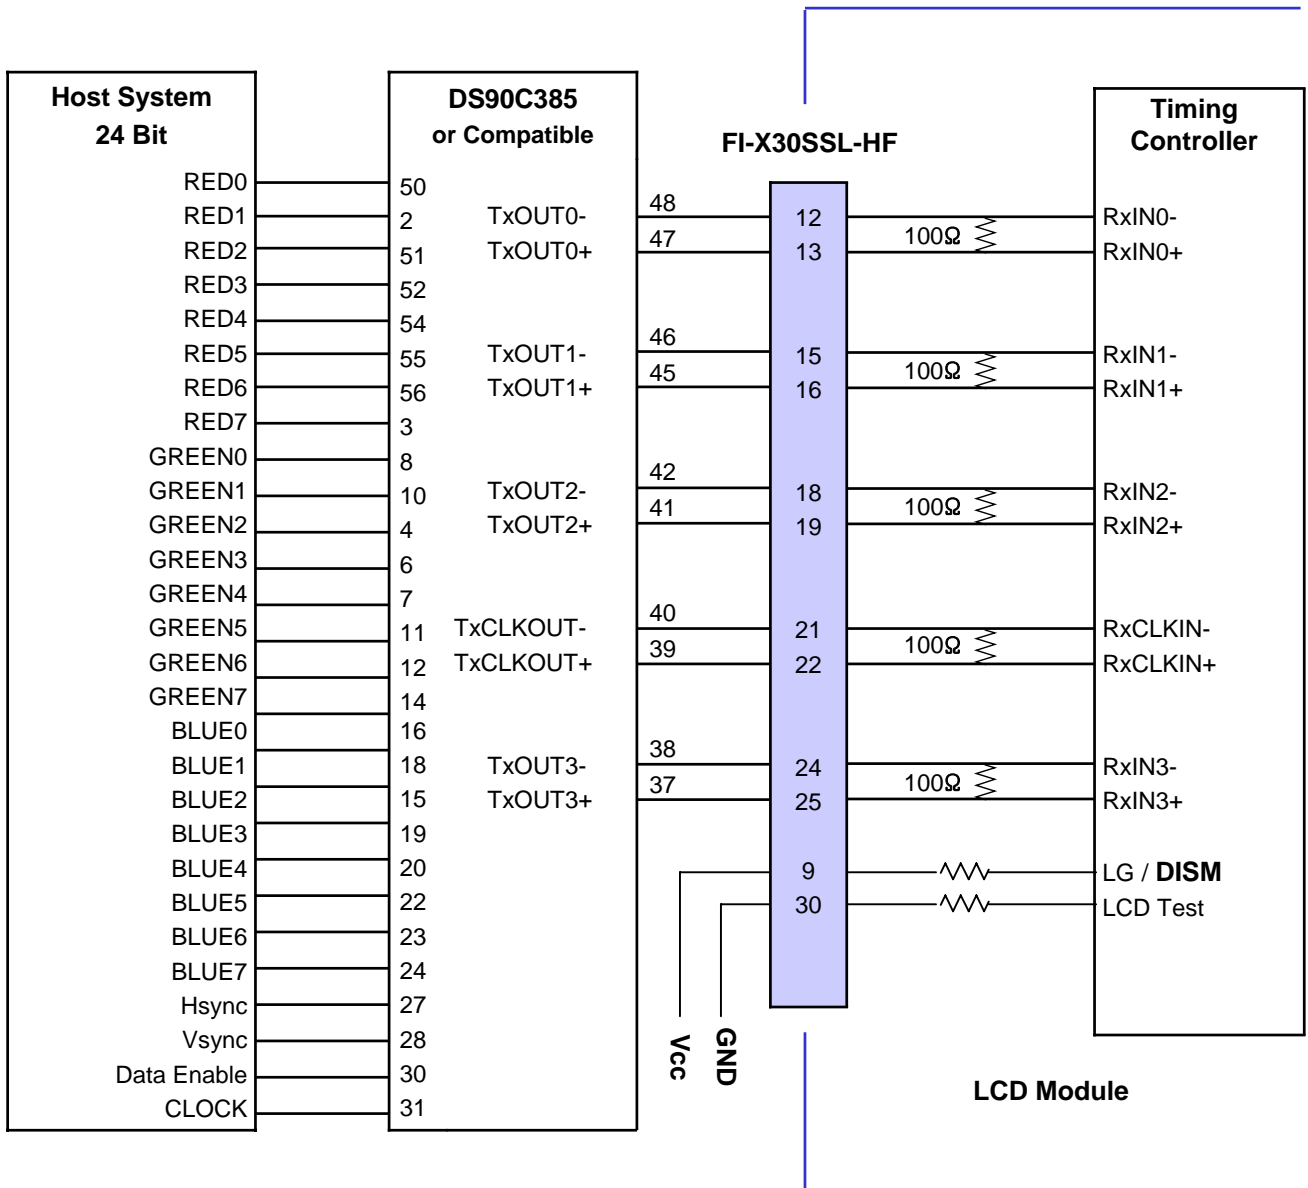 Host System
24 Bit
RED0
RED1
RED2
RED3
RED4
RED5
RED6
RED7
GREEN0
GREEN1
GREEN2
GREEN3
GREEN4
GREEN5
GREEN6
GREEN7
BLUE0
BLUE1
BLUE2
BLUE3
BLUE4
BLUE5
BLUE6
BLUE7
Hsync
Vsync
Data Enable
CLOCK
DS90C385
or Compatible
50
2
51
52
54
55
56
3
8
10
4
6
7
11
12
14
16
18
15
19
20
22
23
24
27
28
30
31
TxOUT0-
TxOUT0+
TxOUT1-
TxOUT1+
TxOUT2-
TxOUT2+
TxCLKOUT-
TxCLKOUT+
TxOUT3-
TxOUT3+
48
47
46
45
42
41
40
39
38
37
Vcc
GND
FI-X30SSL-HF
12
13
15
16
18
19
21
22
24
25
9
30
100Ω
100Ω
100Ω
100Ω
100Ω
Timing
Controller
RxIN0-
RxIN0+
RxIN1-
RxIN1+
RxIN2-
RxIN2+
RxCLKIN-
RxCLKIN+
RxIN3-
RxIN3+
LG / DISM
LCD Test
LCD Module